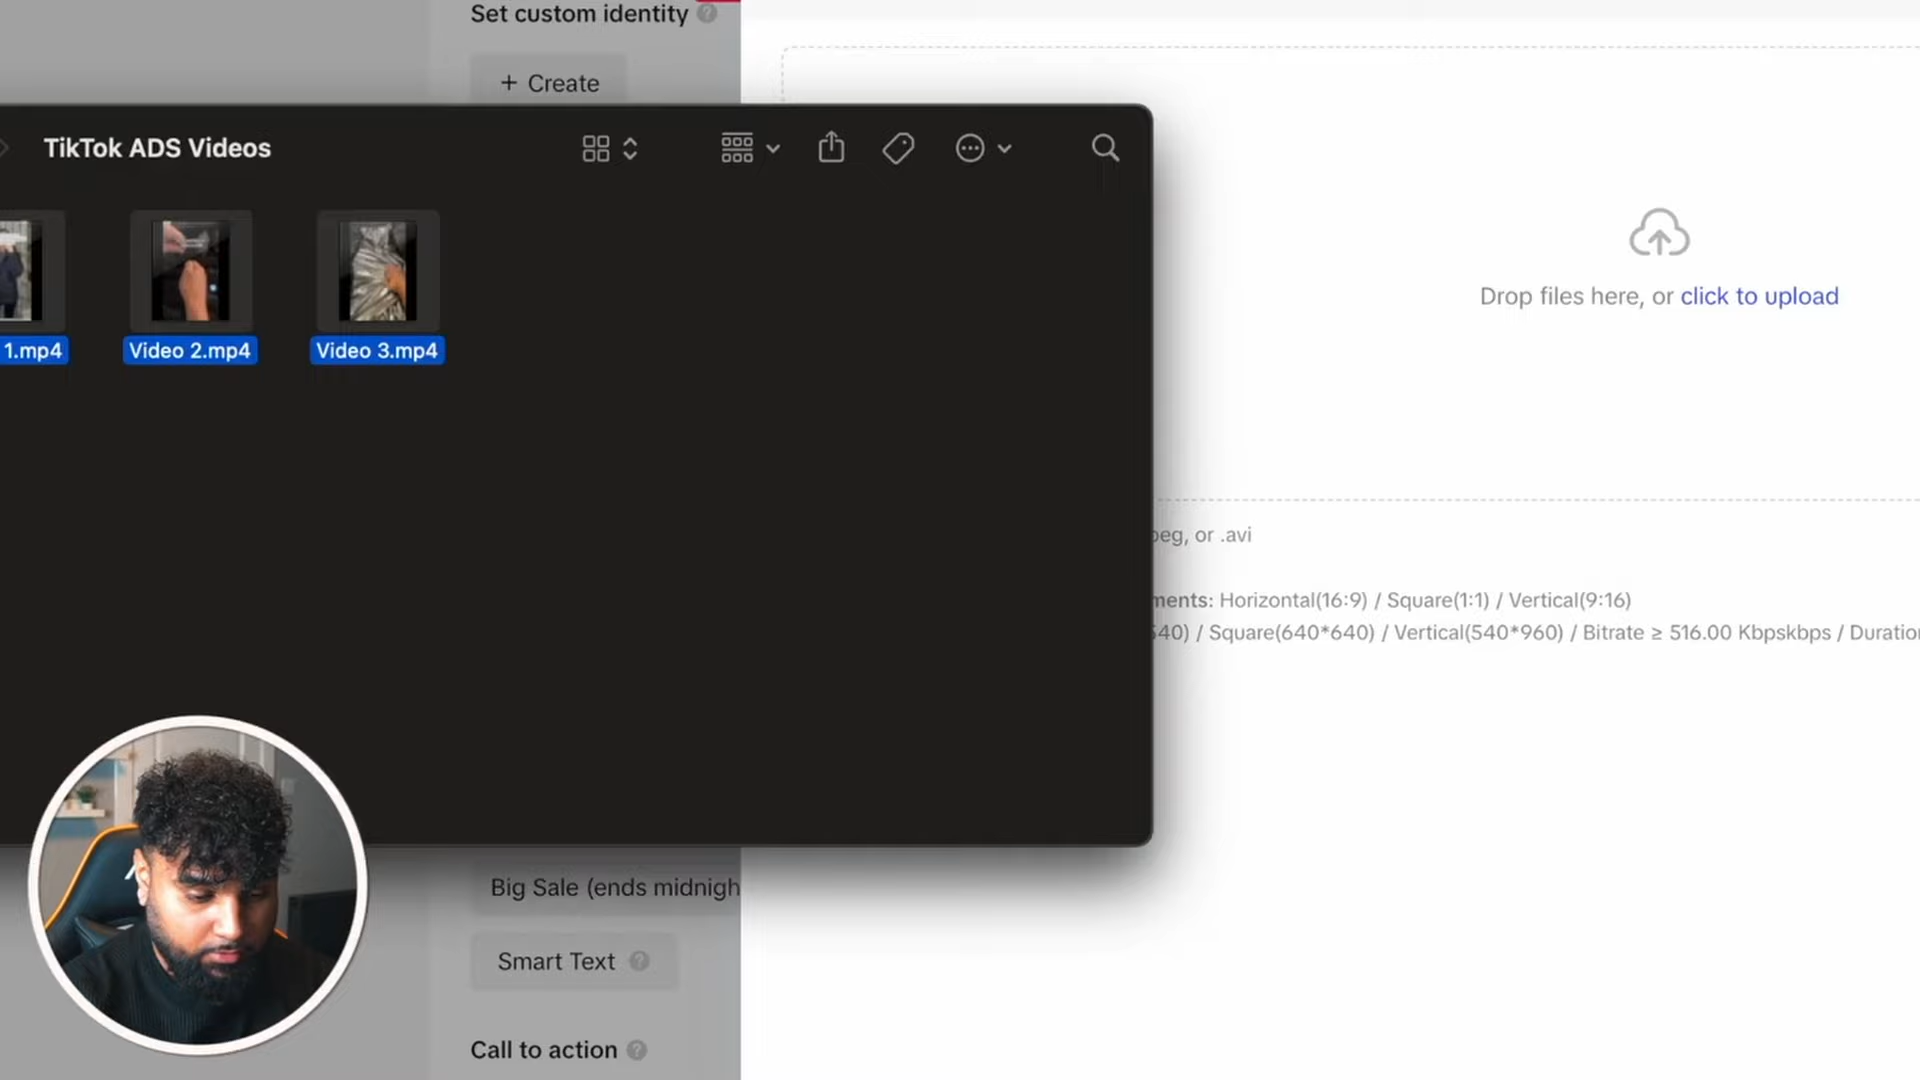 Set custom identity
+ Create
TikTok ADS Videos
1.mp4
Video 2.mp4
Video 3.mp4
Drop files here, or click to upload
peg, or .avi
ments: Horizontal(16:9) / Square(1:1) / Vertical(9:16)
540) / Square(640*640) / Vertical(540*960) / Bitrate ≥ 516.00 Kbpskbps / Duration
Big Sale (ends midnigh
Smart Text
Call to action